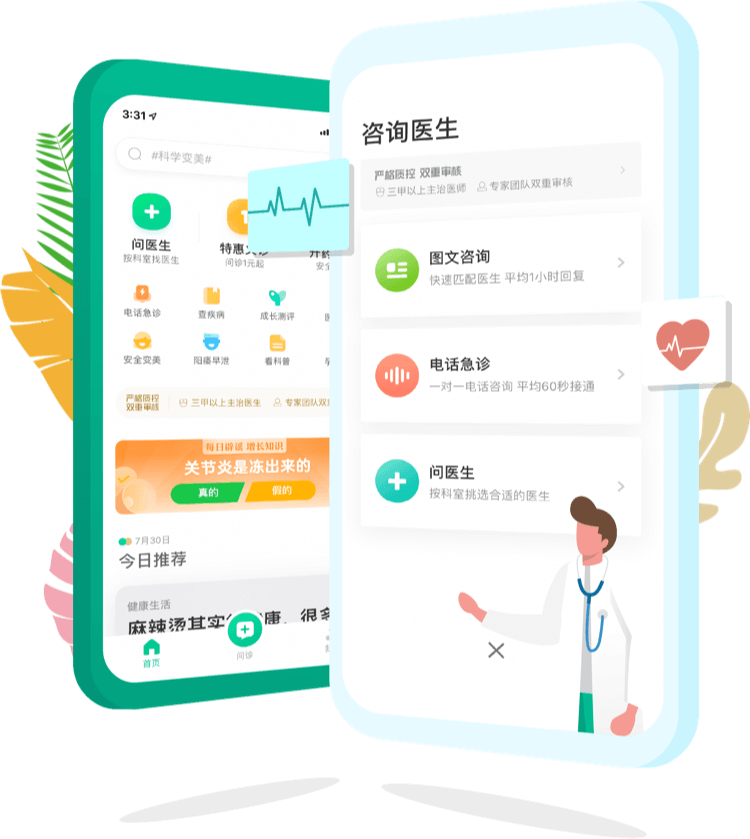 3:31
#科学变美#
问医生
按科室找医生
特惠义诊
问诊1元起
开药
安全
电话急诊
查疾病
成长测评
医
安全变美
阳痿早泄
看科普
孕
严格质控
双重审核
三甲以上主治医生
专家团队双
每日辟谣 增长知识
关节炎是冻出来的
真的
假的
7月30日
今日推荐
健康生活
麻辣烫其实
康,很多
首页
问诊
咨询医生
严格质控 双重审核
三甲以上主治医师
专家团队双重审核
图文咨询
快速匹配医生 平均1小时回复
电话急诊
一对一电话咨询 平均60秒接通
问医生
按科室挑选合适的医生